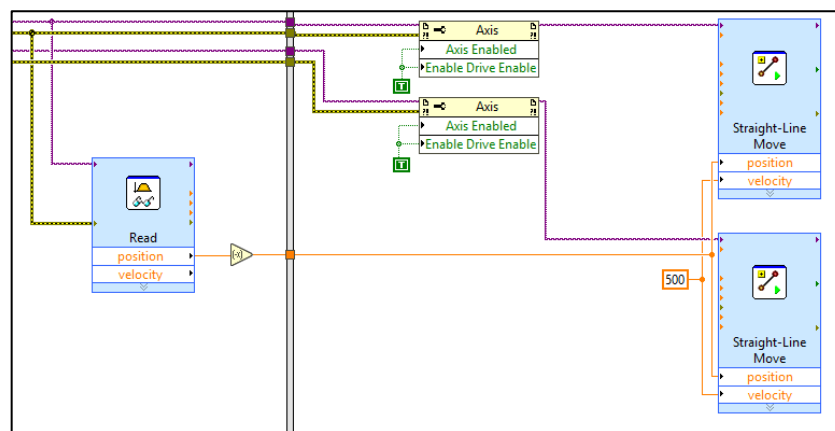 Axis
Axis Enabled
Enable Drive Enable
T
Straight-Line
Move
position
velocity
Axis
Axis Enabled
Enable Drive Enable
T
Read
position
velocity
(-x)
500
Straight-Line
Move
position
velocity